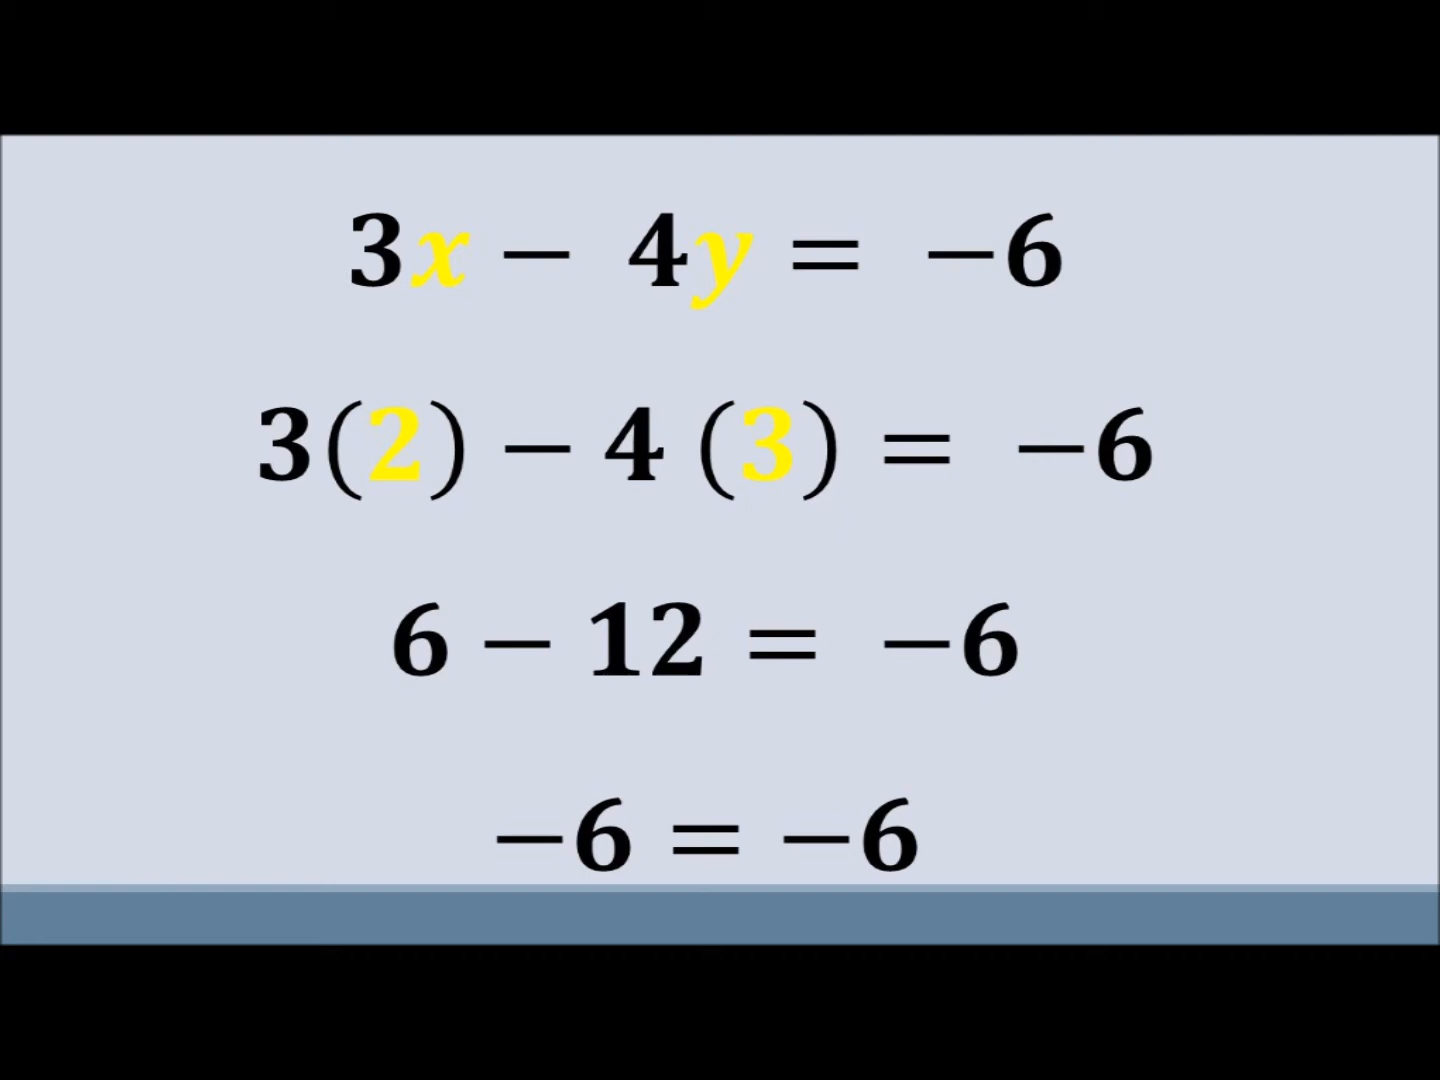 3x − 4y = −6
3(2) − 4 (3) = −6
6 − 12 = −6
−6 = −6